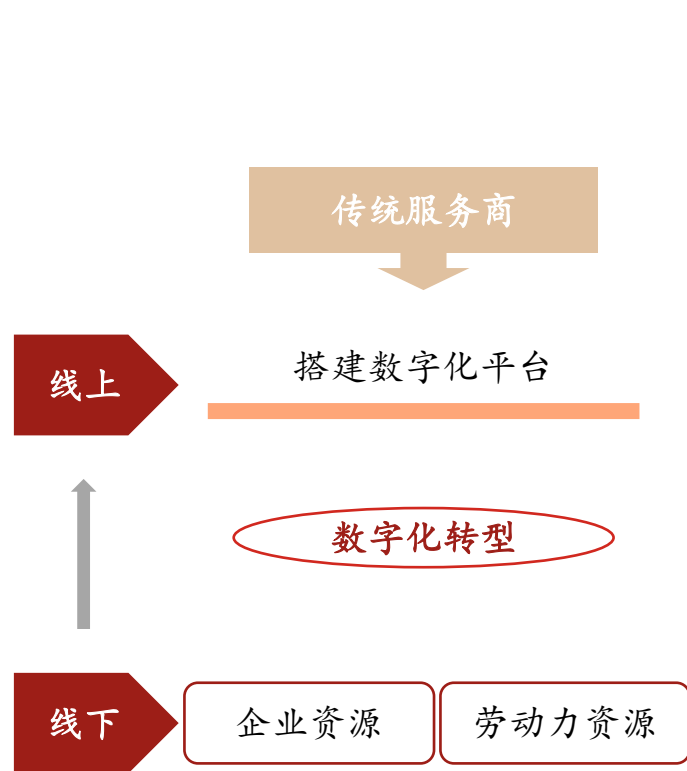 传统服务商
线上
搭建数字化平台
数字化转型
线下
企业资源
劳动力资源